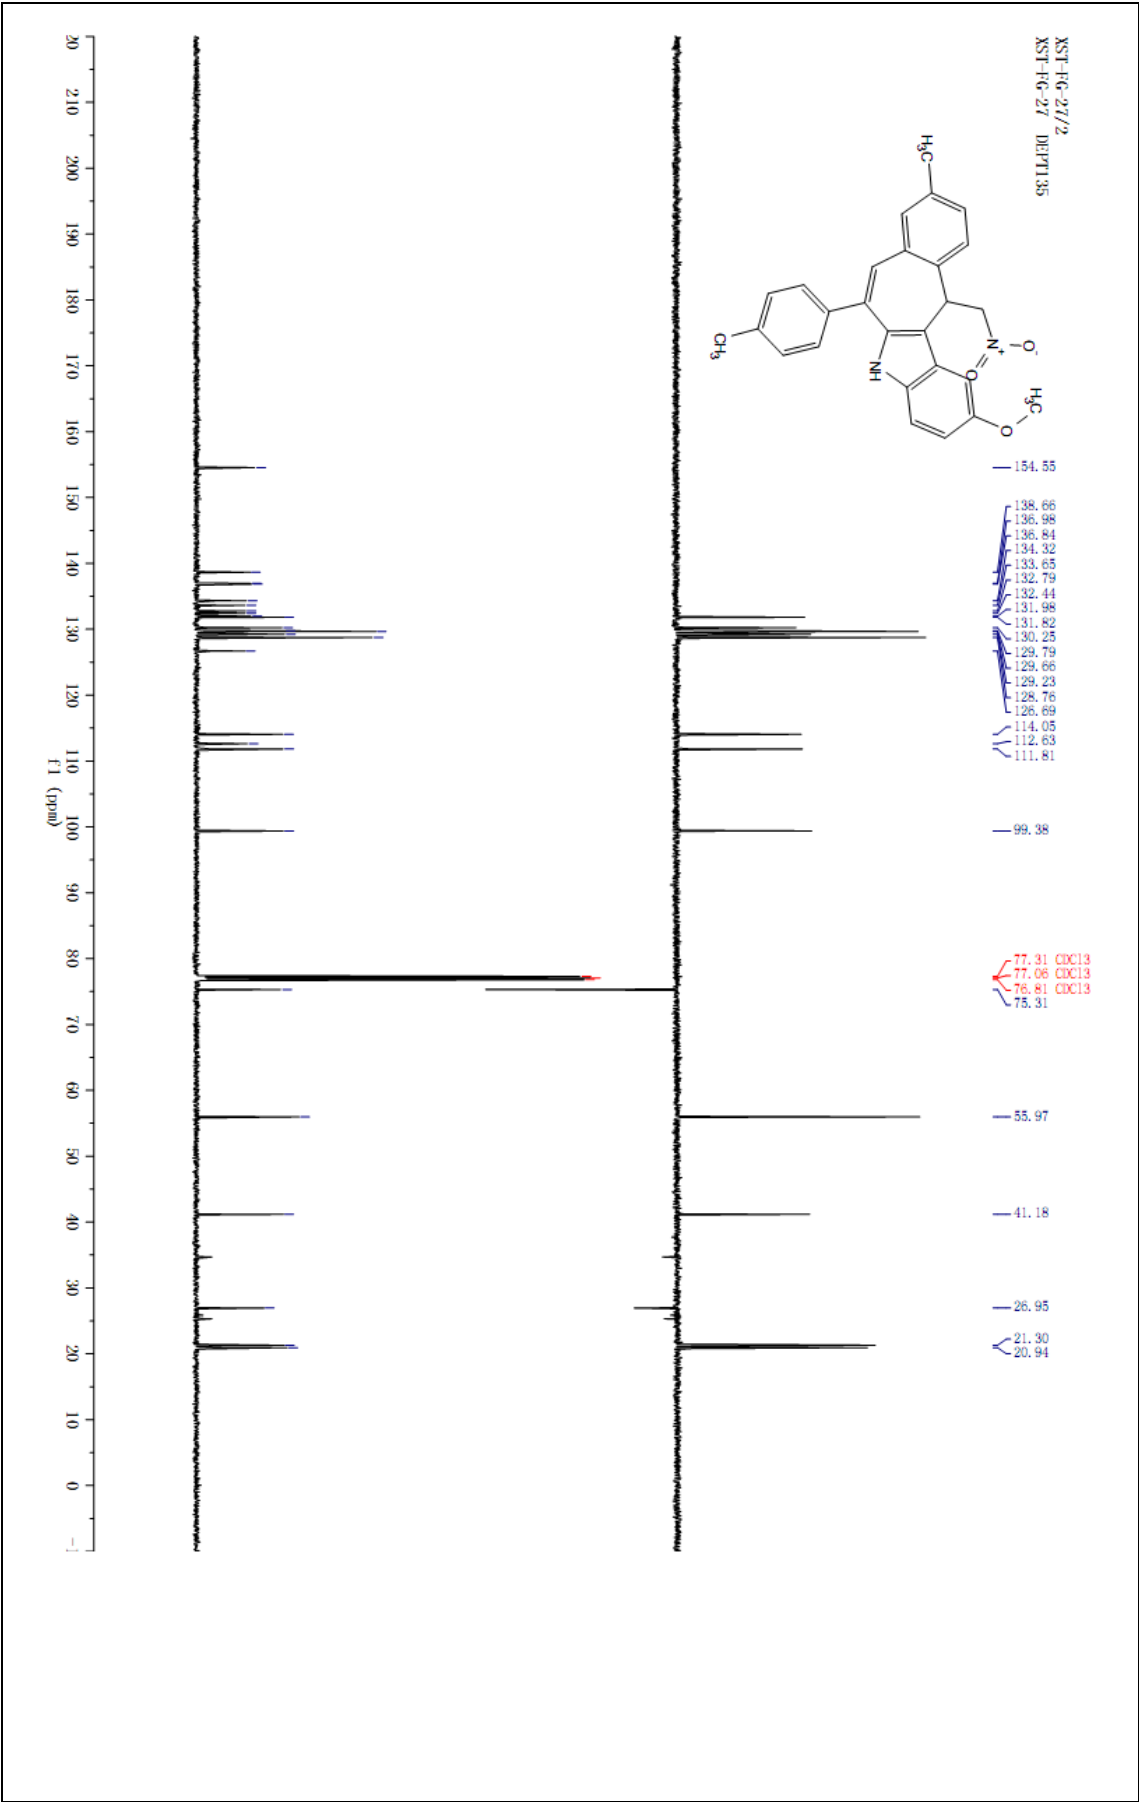 XST-FG-27/2
XST-FG-27 DEPT135
H3C
CH3
NH
N+
O-
O
O
H3C
154.55
138.66
136.98
136.84
134.32
133.65
132.79
132.44
131.98
131.82
130.25
129.79
129.66
129.23
128.76
126.69
114.05
112.63
111.81
99.38
77.31 CDCl3
77.06 CDCl3
76.81 CDCl3
75.31
55.97
41.18
26.95
21.30
20.94
20 210 200 190 180 170 160 150 140 130 120 110 100 90 80 70 60 50 40 30 20 10 0 -1
f1 (ppm)